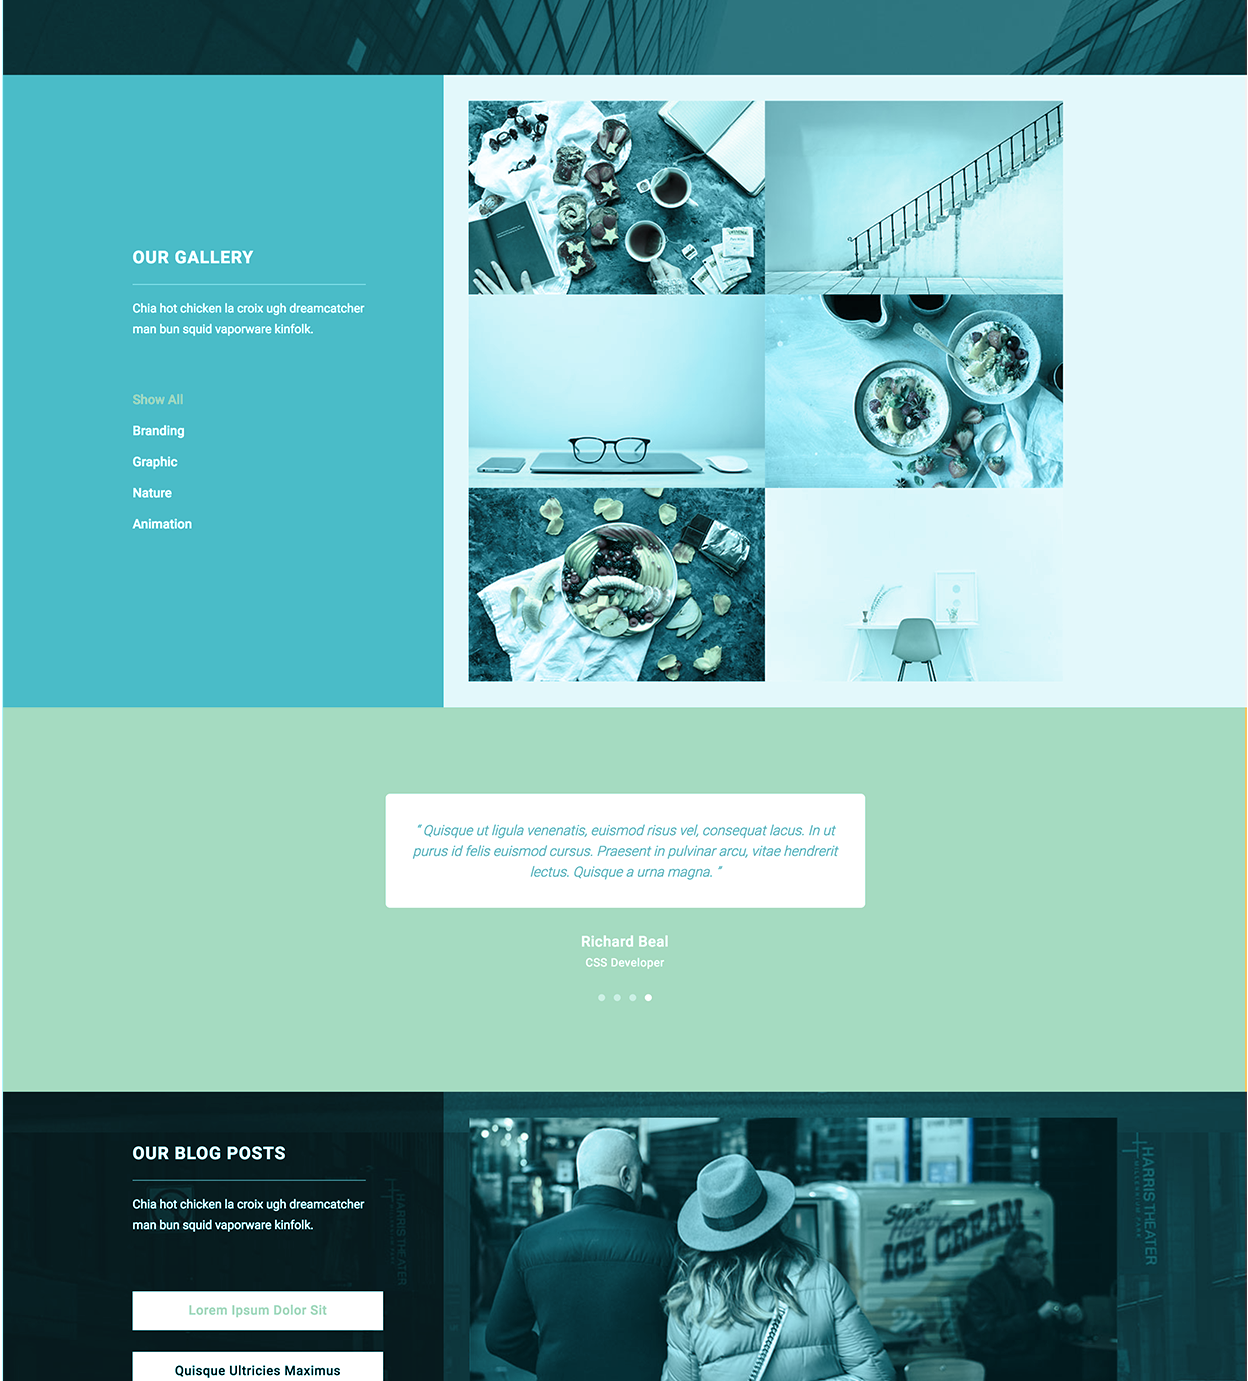 OUR GALLERY
Chia hot chicken la croix ugh dreamcatcher
man bun squid vaporware kinfolk.
Show All
Branding
Graphic
Nature
Animation
“ Quisque ut ligula venenatis, euismod risus vel, consequat lacus. In ut
purus id felis euismod cursus. Praesent in pulvinar arcu, vitae hendrerit
lectus. Quisque a urna magna. ”
Richard Beal
CSS Developer
OUR BLOG POSTS
Chia hot chicken la croix ugh dreamcatcher
man bun squid vaporware kinfolk.
HARRIS THEATER
Lorem Ipsum Dolor Sit
Quisque Ultricies Maximus
Super
Happy
ICE CREAM
HARRIS THEATER
MILLENNIUM PARK